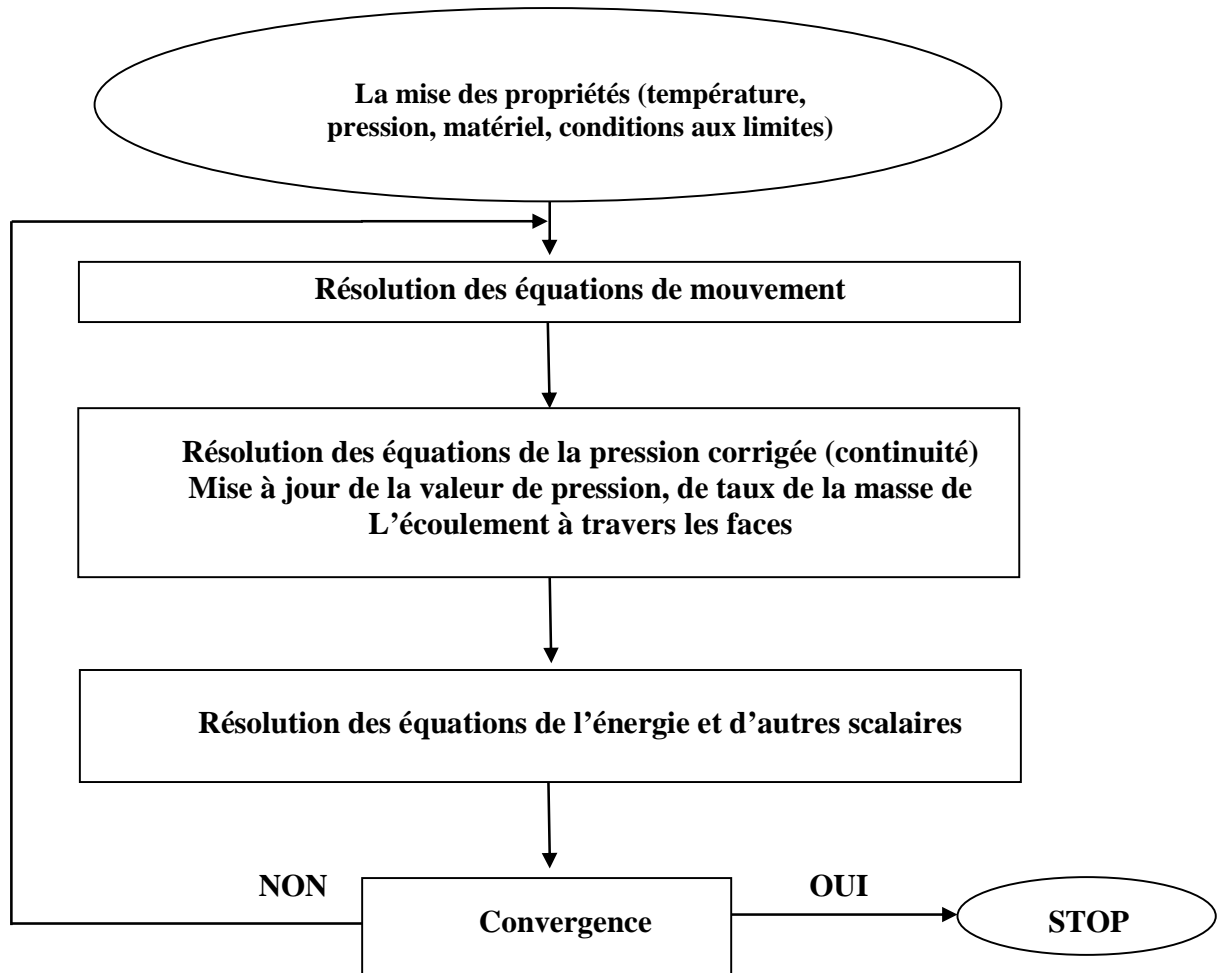 La mise des propriétés (température,
pression, matériel, conditions aux limites)
Résolution des équations de mouvement
Résolution des équations de la pression corrigée (continuité)
Mise à jour de la valeur de pression, de taux de la masse de
L’écoulement à travers les faces
Résolution des équations de l’énergie et d’autres scalaires
NON
OUI
Convergence
STOP